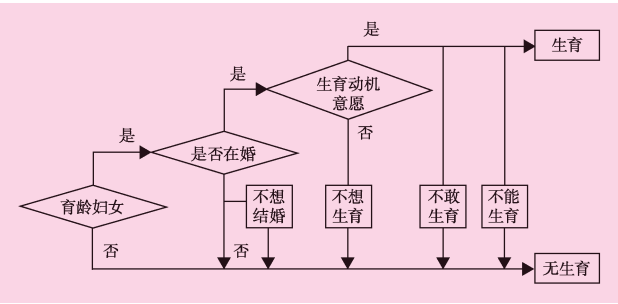 是
生育
是
生育动机
意愿
是
否
是否在婚
不想
结婚
不想
生育
不敢
生育
不能
生育
育龄妇女
否
否
无生育